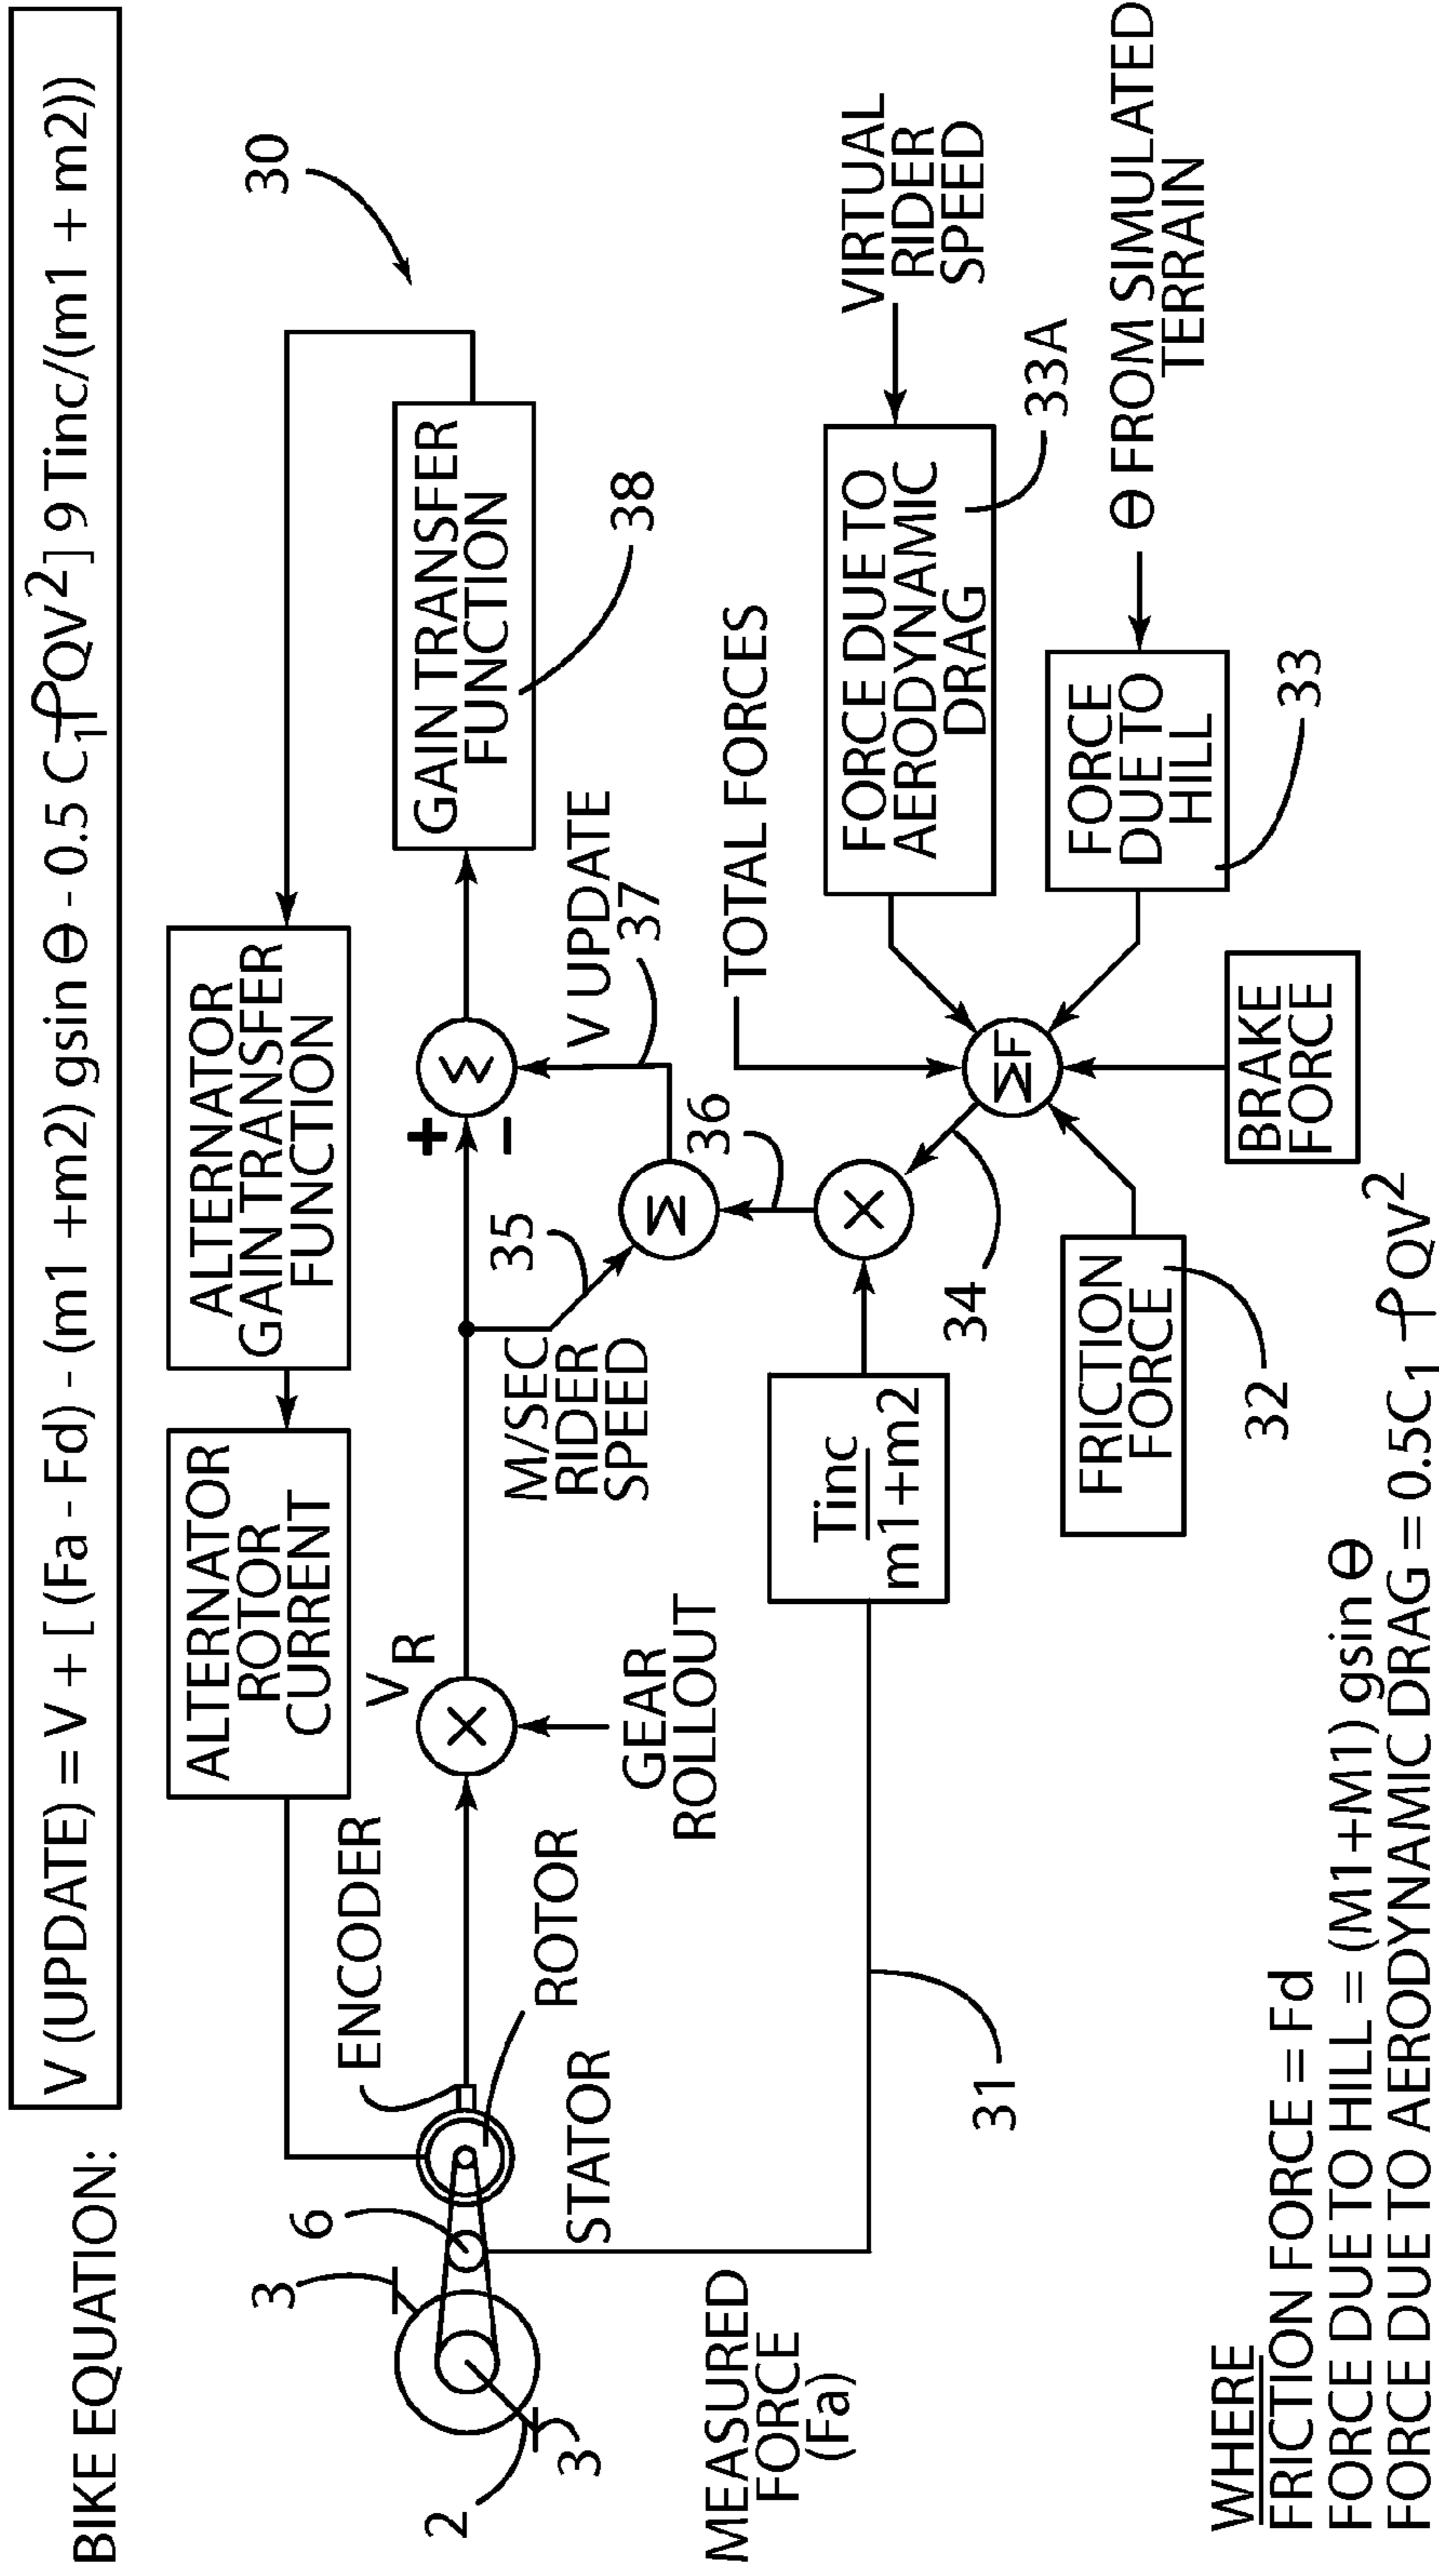 BIKE EQUATION:
V (UPDATE) = V + [ (Fa - Fd) - (m1 +m2) gsin Θ - 0.5 C₁ƤQV² ] 9 Tinc/(m1 + m2))
30
ALTERNATOR
ROTOR
CURRENT
ALTERNATOR
GAIN TRANSFER
FUNCTION
ENCODER
V R
+
-
Σ
GAIN TRANSFER
FUNCTION
38
3
6
2
3
ROTOR
STATOR
X
GEAR
ROLLOUT
M/SEC
RIDER
SPEED
35
Σ
V UPDATE
37
36
MEASURED
FORCE
(Fa)
31
Tinc
m1+m2
X
34
TOTAL FORCES
ΣF
FORCE DUE TO
AERODYNAMIC
DRAG
33A
VIRTUAL
RIDER
SPEED
FORCE
DUE TO
HILL
33
Θ FROM SIMULATED
TERRAIN
FRICTION
FORCE
32
BRAKE
FORCE
WHERE
FRICTION FORCE = Fd
FORCE DUE TO HILL = (M1+M1) gsin Θ
FORCE DUE TO AERODYNAMIC DRAG = 0.5C₁ ƤQV²